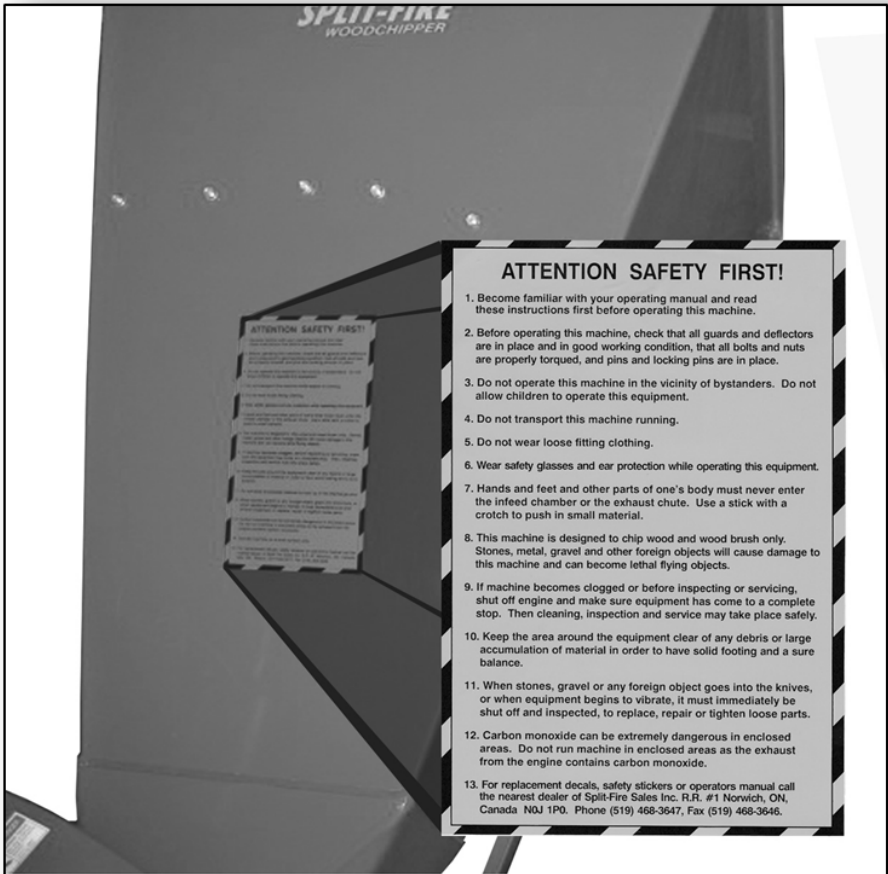 SPLIT-FIRE
WOODCHIPPER
ATTENTION SAFETY FIRST!
ATTENTION SAFETY FIRST!
1. Become familiar with your operating manual and read
these instructions first before operating this machine.
2. Before operating this machine, check that all guards and deflectors
are in place and in good working condition, that all bolts and nuts
are properly torqued, and pins and locking pins are in place.
3. Do not operate this machine in the vicinity of bystanders. Do not
allow children to operate this equipment.
4. Do not transport this machine running.
5. Do not wear loose fitting clothing.
6. Wear safety glasses and ear protection while operating this equipment.
7. Hands and feet and other parts of one's body must never enter
the infeed chamber or the exhaust chute. Use a stick with a
crotch to push in small material.
8. This machine is designed to chip wood and wood brush only.
Stones, metal, gravel and other foreign objects will cause damage to
this machine and can become lethal flying objects.
9. If machine becomes clogged or before inspecting or servicing,
shut off engine and make sure equipment has come to a complete
stop. Then cleaning, inspection and service may take place safely.
10. Keep the area around the equipment clear of any debris or large
accumulation of material in order to have solid footing and a sure
balance.
11. When stones, gravel or any foreign object goes into the knives,
or when equipment begins to vibrate, it must immediately be
shut off and inspected, to replace, repair or tighten loose parts.
12. Carbon monoxide can be extremely dangerous in enclosed
areas. Do not run machine in enclosed areas as the exhaust
from the engine contains carbon monoxide.
13. For replacement decals, safety stickers or operators manual call
the nearest dealer of Split-Fire Sales Inc. R.R. #1 Norwich, ON,
Canada N0J 1P0. Phone (519) 468-3647, Fax (519) 468-3646.